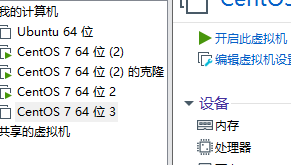 我的计算机
Ubuntu 64 位
CentOS 7 64 位 (2)
CentOS 7 64 位 (2) 的克隆
CentOS 7 64 位 2
CentOS 7 64 位 3
共享的虚拟机
开启此虚拟机
编辑虚拟机设置
设备
内存
处理器